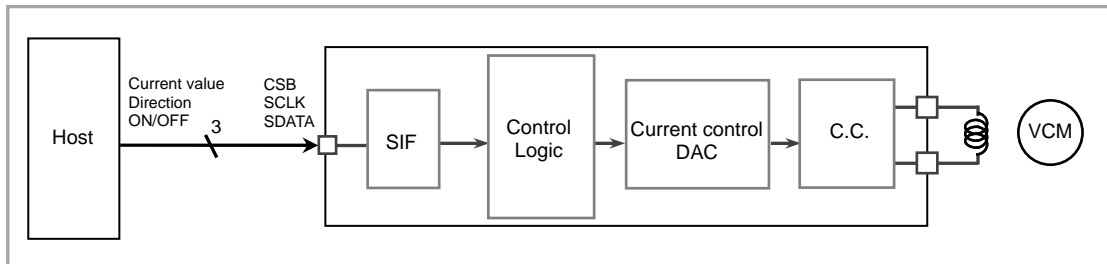 Host
Current value
Direction
ON/OFF
3
CSB
SCLK
SDATA
SIF
Control
Logic
Current control
DAC
C.C.
VCM